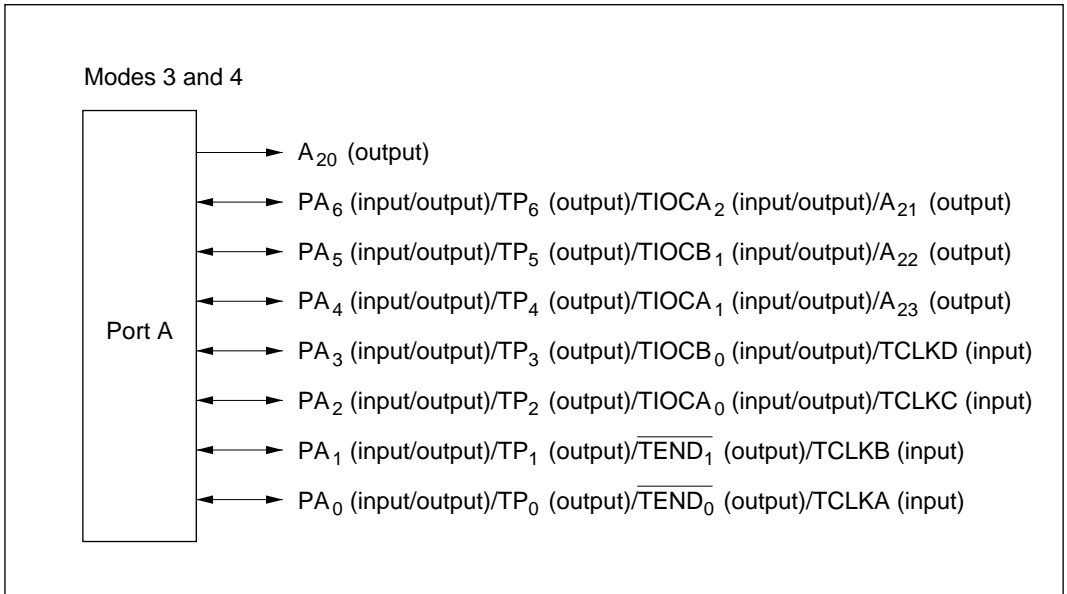 Modes 3 and 4
Port A
A₂₀ (output)
PA₆ (input/output)/TP₆ (output)/TIOCA₂ (input/output)/A₂₁ (output)
PA₅ (input/output)/TP₅ (output)/TIOCB₁ (input/output)/A₂₂ (output)
PA₄ (input/output)/TP₄ (output)/TIOCA₁ (input/output)/A₂₃ (output)
PA₃ (input/output)/TP₃ (output)/TIOCB₀ (input/output)/TCLKD (input)
PA₂ (input/output)/TP₂ (output)/TIOCA₀ (input/output)/TCLKC (input)
PA₁ (input/output)/TP₁ (output)/T̅E̅N̅D̅₁̅ (output)/TCLKB (input)
PA₀ (input/output)/TP₀ (output)/T̅E̅N̅D̅₀̅ (output)/TCLKA (input)